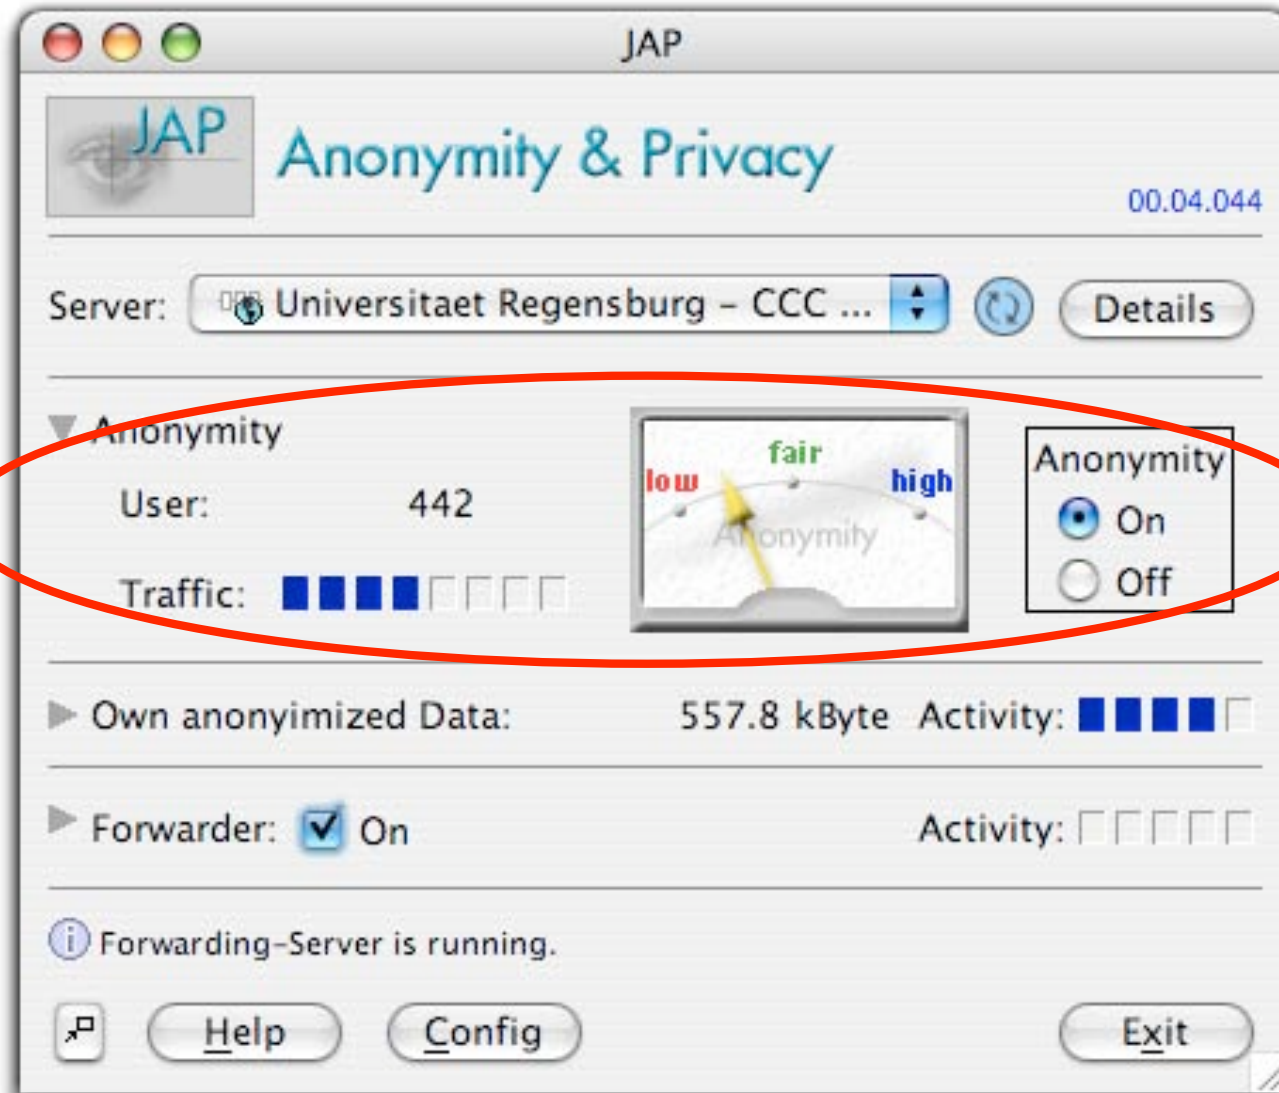 JAP
JAP
Anonymity & Privacy
00.04.044
Server: Universitaet Regensburg – CCC ... Details
Anonymity
User: 442
Traffic:
low fair high
Anonymity
Anonymity
On
Off
Own anonyimized Data: 557.8 kByte Activity:
Forwarder: On Activity:
Forwarding-Server is running.
Help Config Exit